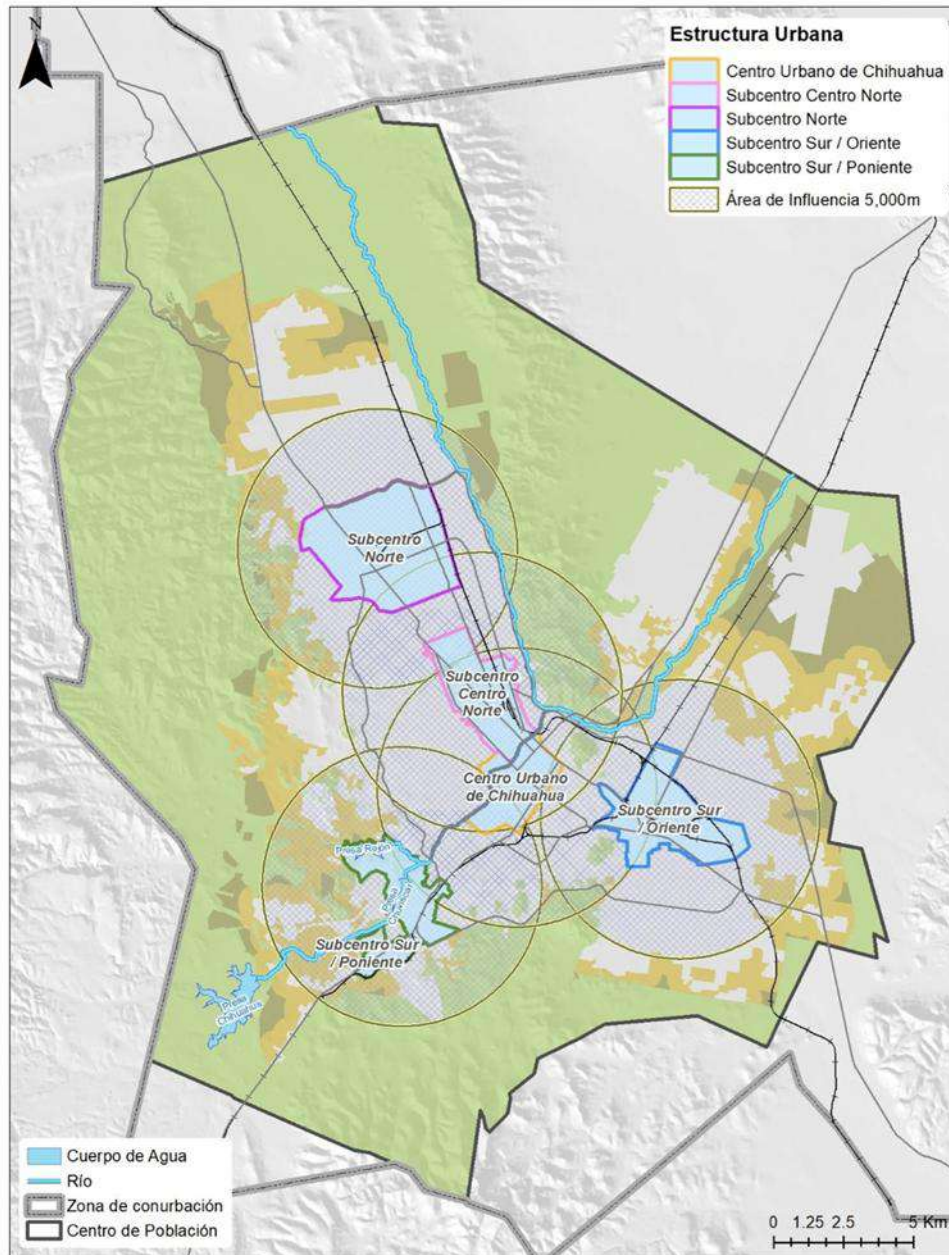 N
Estructura Urbana
Centro Urbano de Chihuahua
Subcentro Centro Norte
Subcentro Norte
Subcentro Sur / Oriente
Subcentro Sur / Poniente
Área de Influencia 5,000m
Subcentro
Norte
Subcentro
Centro
Norte
Centro Urbano
de Chihuahua
Subcentro Sur
/ Oriente
Presa Rejón
Presa
Chuviscar
Subcentro Sur
/ Poniente
Presa
Chihuahua
Cuerpo de Agua
Río
Zona de conurbación
Centro de Población
0 1.25 2.5 5 Km